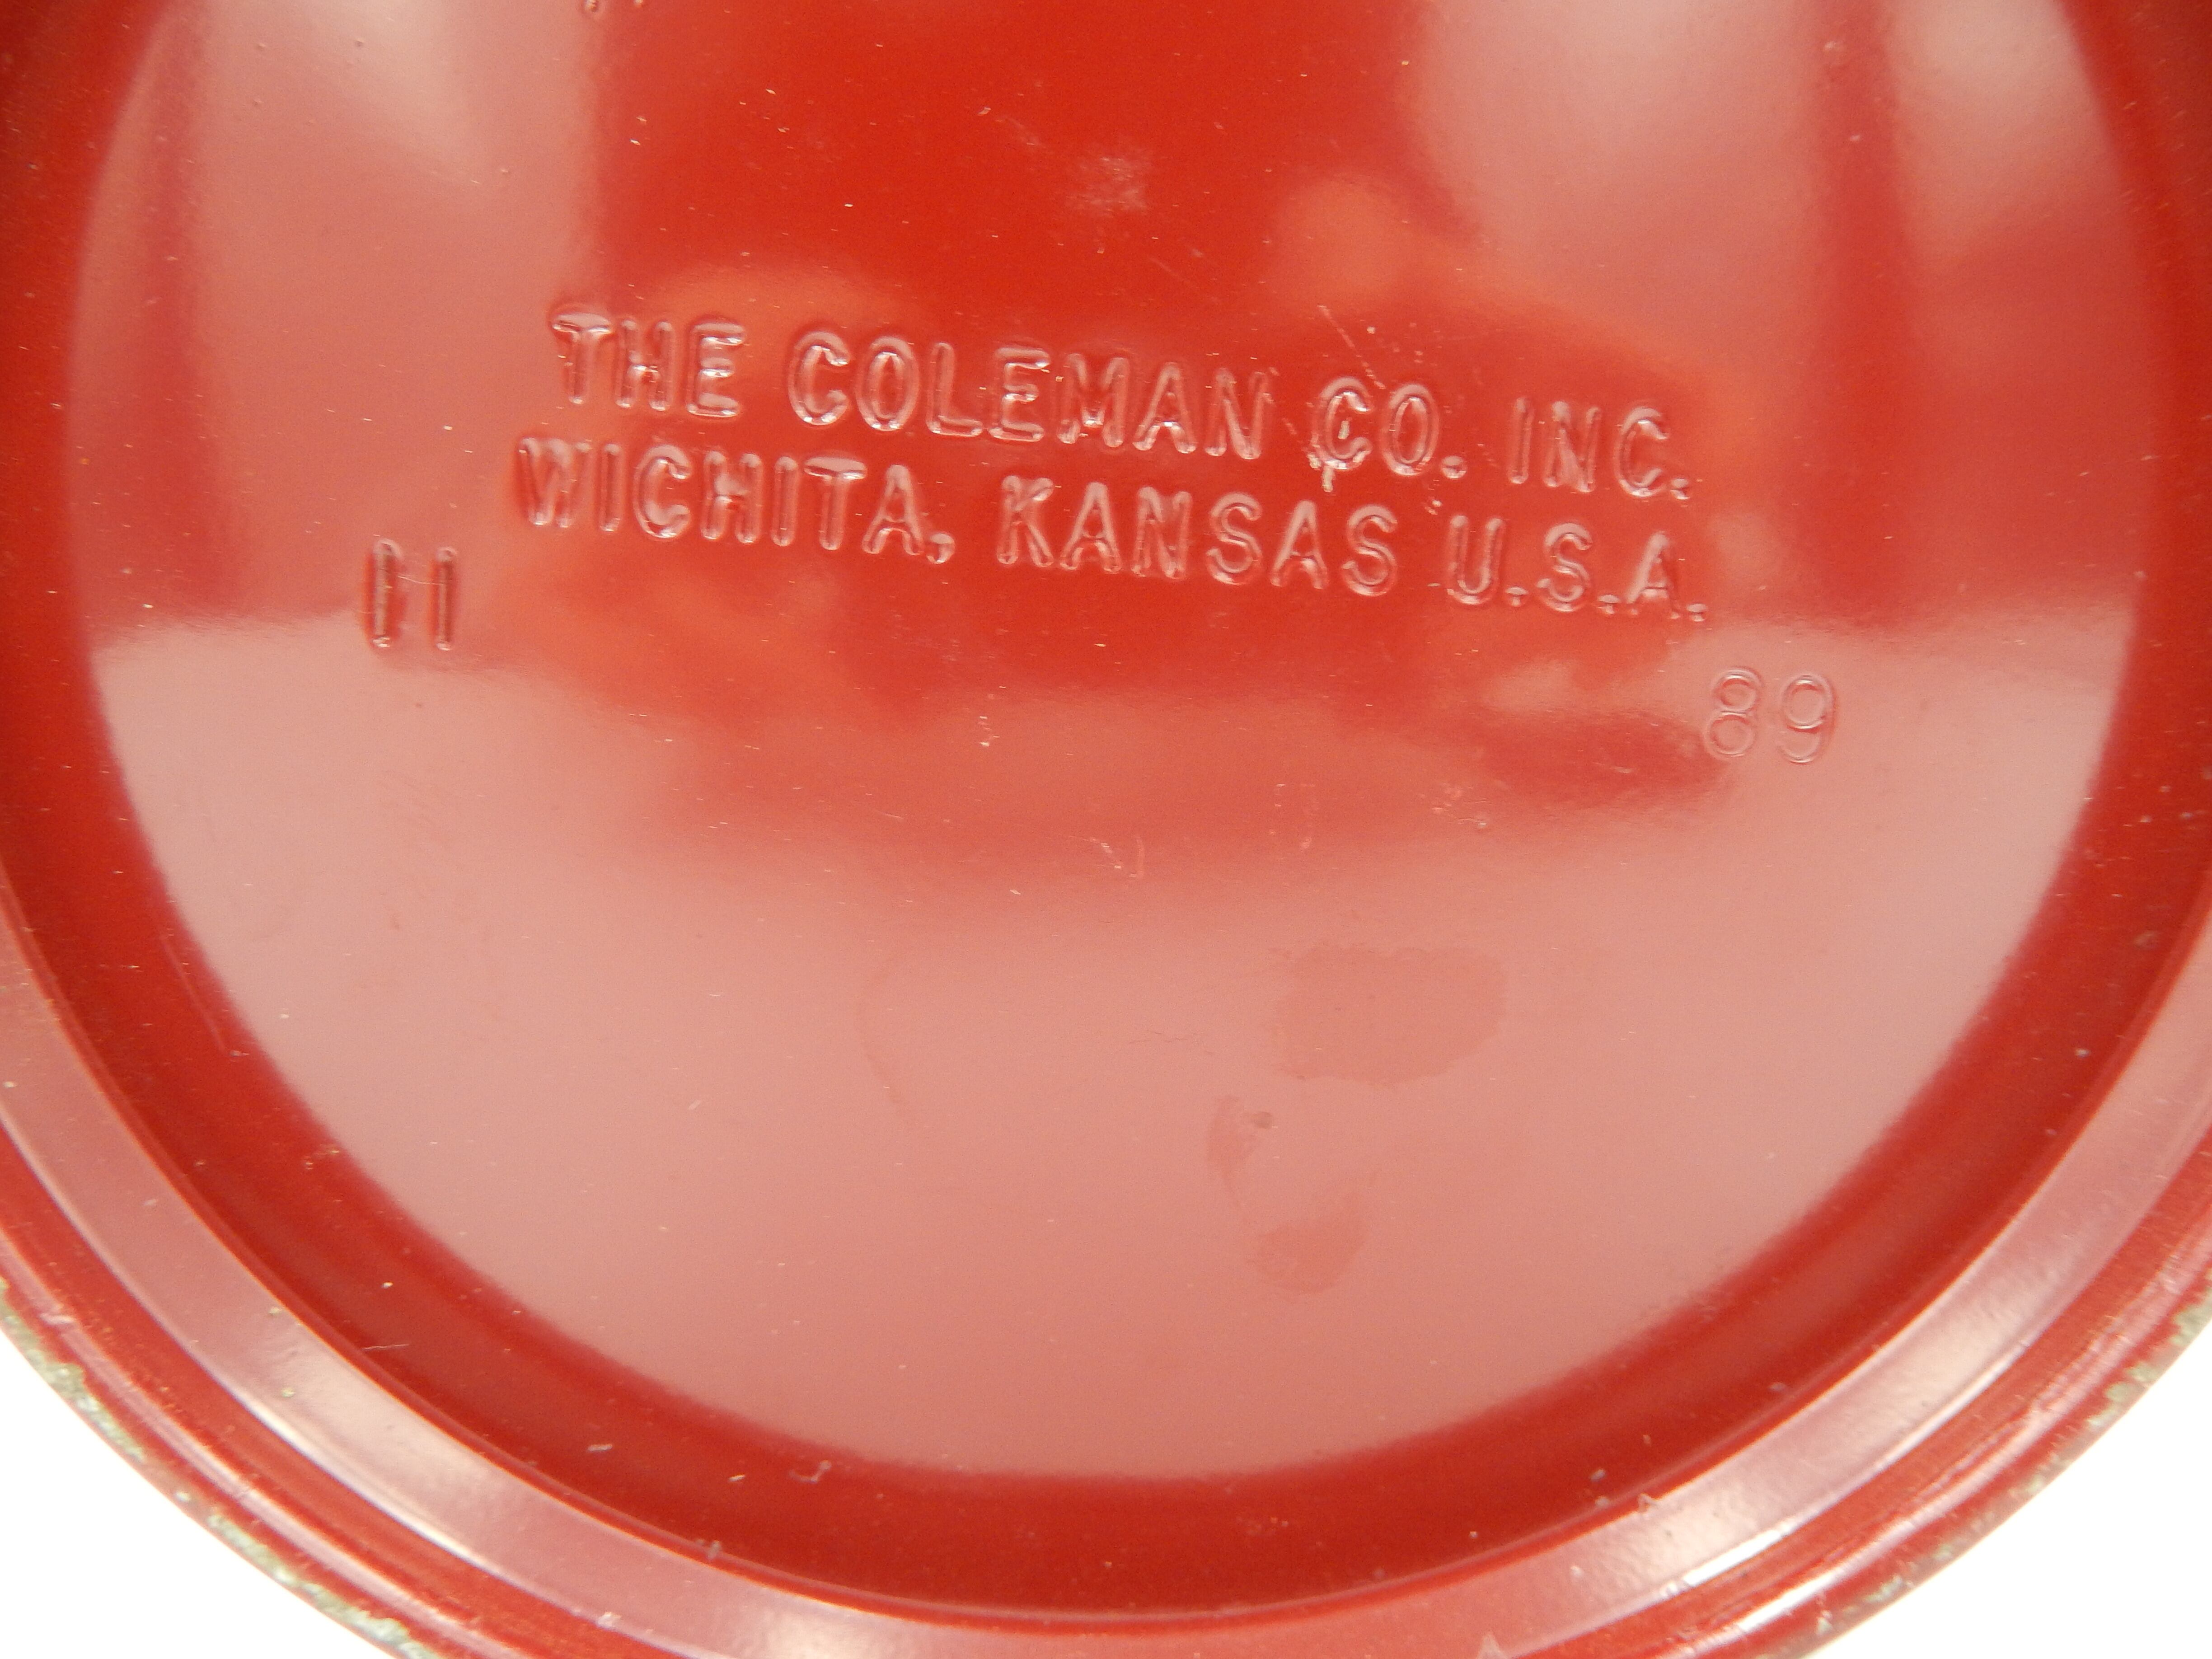 THE COLEMAN CO. INC.
WICHITA, KANSAS U.S.A.
11
89